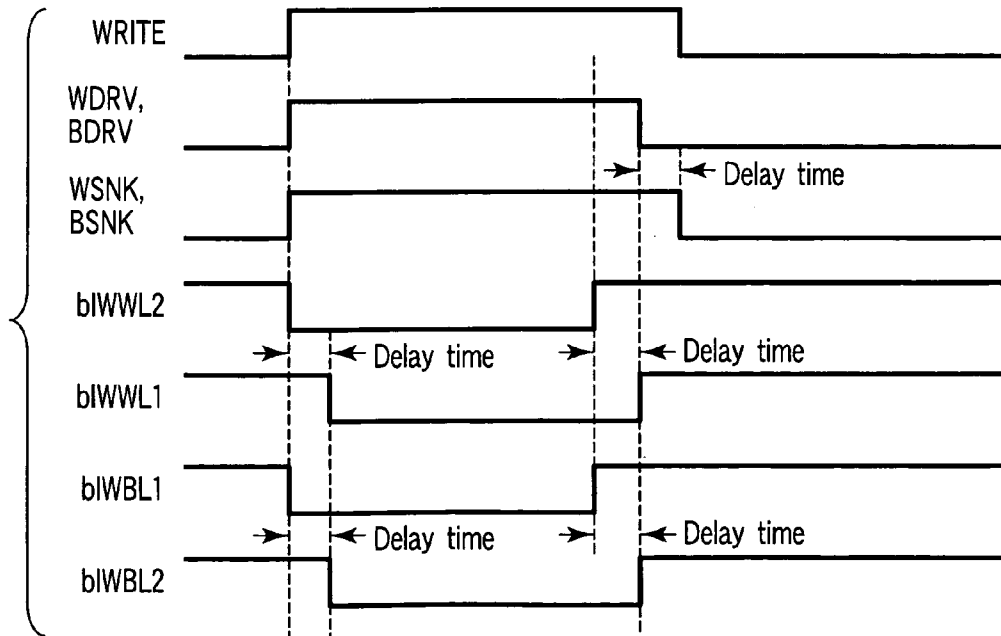 WRITE
WDRV,
BDRV
Delay time
WSNK,
BSNK
bIWWL2
Delay time
Delay time
bIWWL1
bIWBL1
Delay time
Delay time
bIWBL2